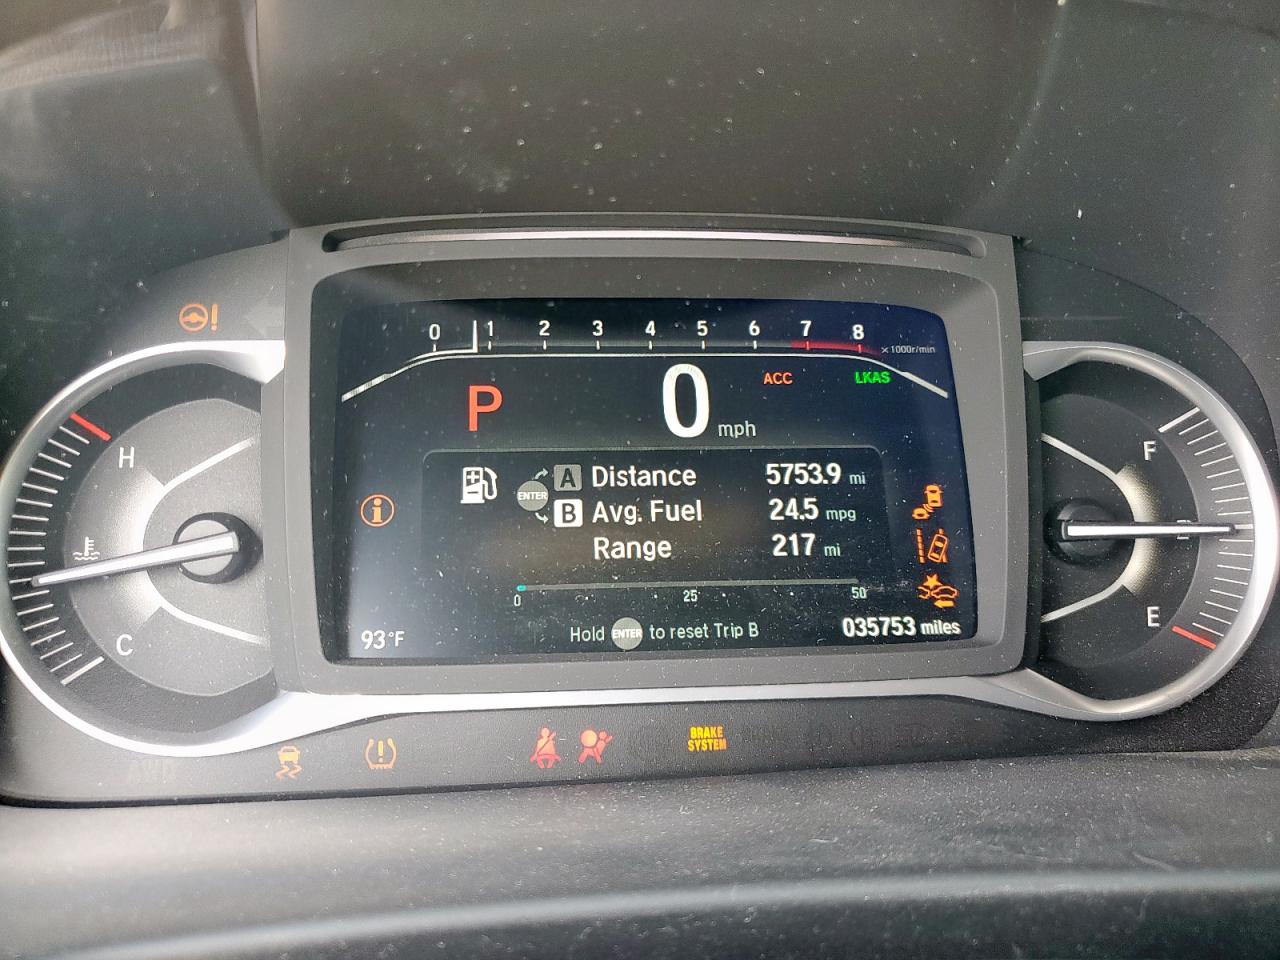 0 1 2 3 4 5 6 7 8
×1000r/min
P 0 mph ACC LKAS
H
F
A Distance 5753.9 mi
ENTER
B Avg. Fuel 24.5 mpg
Range 217 mi
0 25 50
C
E
93°F
Hold ENTER to reset Trip B
035753 miles
BRAKE
SYSTEM
AWD